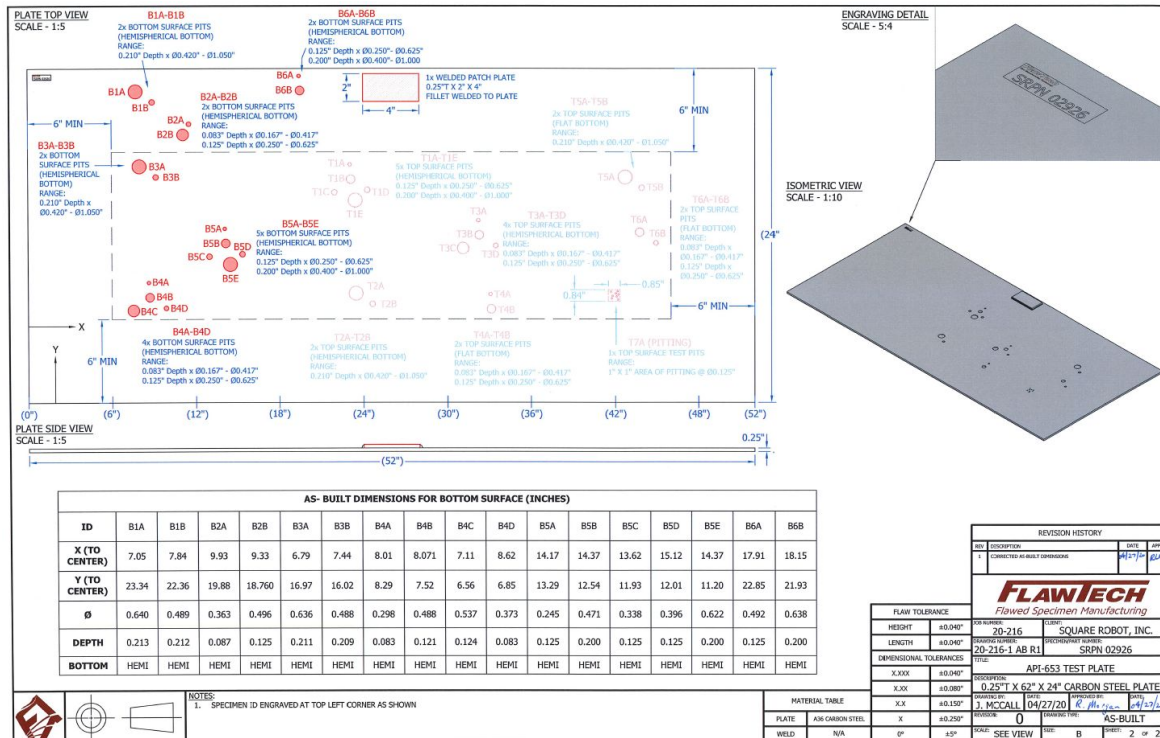 PLATE TOP VIEW
SCALE - 1:5
B1A-B1B
2x BOTTOM SURFACE PITS
(HEMISPHERICAL BOTTOM)
RANGE:
0.210" Depth x Ø0.420" - Ø1.050"
B6A-B6B
2x BOTTOM SURFACE PITS
(HEMISPHERICAL BOTTOM)
RANGE:
0.125" Depth x Ø0.250"- Ø0.625"
0.200" Depth x Ø0.400"- Ø1.000
ENGRAVING DETAIL
SCALE - 5:4
FLAWTECH
SRPN 02926
B1A
B1B
B6A
B6B
2"
4"
1x WELDED PATCH PLATE
0.25"T X 2" X 4"
FILLET WELDED TO PLATE
B2A-B2B
2x BOTTOM SURFACE PITS
(HEMISPHERICAL BOTTOM)
RANGE:
0.083" Depth x Ø0.167" - Ø0.417"
0.125" Depth x Ø0.250" - Ø0.625"
B2A
B2B
6" MIN
6" MIN
T5A-T5B
2x TOP SURFACE PITS
(FLAT BOTTOM)
RANGE:
0.210" Depth x Ø0.420" - Ø1.050"
B3A-B3B
2x BOTTOM
SURFACE PITS
(HEMISPHERICAL
BOTTOM)
RANGE:
0.210" Depth x
Ø0.420" - Ø1.050"
B3A
B3B
T1A
T1B
T1C
T1D
T1E
T1A-T1E
5x TOP SURFACE PITS
(HEMISPHERICAL BOTTOM)
RANGE:
0.125" Depth x Ø0.250" - Ø0.625"
0.200" Depth x Ø0.400" - Ø1.000"
T5A
T5B
ISOMETRIC VIEW
SCALE - 1:10
T6A-T6B
2x TOP SURFACE
PITS
(FLAT BOTTOM)
RANGE:
0.083" Depth x
Ø0.167" - Ø0.417"
0.125" Depth x
Ø0.250" - Ø0.625"
(24")
B5A
B5B
B5C
B5D
B5E
B5A-B5E
5x BOTTOM SURFACE PITS
(HEMISPHERICAL BOTTOM)
RANGE:
0.125" Depth x Ø0.250" - Ø0.625"
0.200" Depth x Ø0.400" - Ø1.000"
T3A
T3B
T3C
T3D
T3A-T3D
4x TOP SURFACE PITS
(HEMISPHERICAL BOTTOM)
RANGE:
0.083" Depth x Ø0.167" - Ø0.417"
0.125" Depth x Ø0.250" - Ø0.625"
T6A
T6B
B4A
B4B
B4C
B4D
T2A
T2B
T4A
T4B
0.84"
0.85"
6" MIN
X
Y
6" MIN
B4A-B4D
4x BOTTOM SURFACE PITS
(HEMISPHERICAL BOTTOM)
RANGE:
0.083" Depth x Ø0.167" - Ø0.417"
0.125" Depth x Ø0.250" - Ø0.625"
T2A-T2B
2x TOP SURFACE PITS
(HEMISPHERICAL BOTTOM)
RANGE:
0.210" Depth x Ø0.420" - Ø1.050"
T4A-T4B
2x TOP SURFACE PITS
(FLAT BOTTOM)
RANGE:
0.083" Depth x Ø0.167" - Ø0.417"
0.125" Depth x Ø0.250" - Ø0.625"
T7A (PITTING)
1x TOP SURFACE TEST PITS
RANGE:
1" X 1" AREA OF PITTING @ Ø0.125"
(0") (6") (12") (18") (24") (30") (36") (42") (48") (52")
PLATE SIDE VIEW
SCALE - 1:5
0.25"
(52")
AS- BUILT DIMENSIONS FOR BOTTOM SURFACE (INCHES)
ID B1A B1B B2A B2B B3A B3B B4A B4B B4C B4D B5A B5B B5C B5D B5E B6A B6B
X (TO CENTER) 7.05 7.84 9.93 9.33 6.79 7.44 8.01 8.071 7.11 8.62 14.17 14.37 13.62 15.12 14.37 17.91 18.15
Y (TO CENTER) 23.34 22.36 19.88 18.760 16.97 16.02 8.29 7.52 6.56 6.85 13.29 12.54 11.93 12.01 11.20 22.85 21.93
Ø 0.640 0.489 0.363 0.496 0.636 0.488 0.298 0.488 0.537 0.373 0.245 0.471 0.338 0.396 0.622 0.492 0.638
DEPTH 0.213 0.212 0.087 0.125 0.211 0.209 0.083 0.121 0.124 0.083 0.125 0.200 0.125 0.125 0.200 0.125 0.200
BOTTOM HEMI HEMI HEMI HEMI HEMI HEMI HEMI HEMI HEMI HEMI HEMI HEMI HEMI HEMI HEMI HEMI HEMI
NOTES:
1. SPECIMEN ID ENGRAVED AT TOP LEFT CORNER AS SHOWN
MATERIAL TABLE
PLATE A36 CARBON STEEL
WELD N/A
FLAW TOLERANCE
HEIGHT ±0.040"
LENGTH ±0.040"
DIMENSIONAL TOLERANCES
X.XXX ±0.040"
X.XX ±0.080"
X.X ±0.150"
X ±0.250"
0° ±5°
REVISION HISTORY
REV DESCRIPTION DATE
1 CORRECTED AS-BUILT DIMENSIONS
FLAWTECH
Flawed Specimen Manufacturing
JOB NUMBER: 20-216
CLIENT: SQUARE ROBOT, INC.
DRAWING NUMBER: 20-216-1 AB R1
SPECIMEN/PART NUMBER: SRPN 02926
TITLE:
API-653 TEST PLATE
DESCRIPTION:
0.25"T X 62" X 24" CARBON STEEL PLATE
DRAWING BY: J. MCCALL
DATE: 04/27/20
APPROVED BY: R. Morgan
DATE:
REVISION: 0
DRAWING TYPE: AS-BUILT
SCALE: SEE VIEW
SIZE: B
SHEET: 2 OF 2